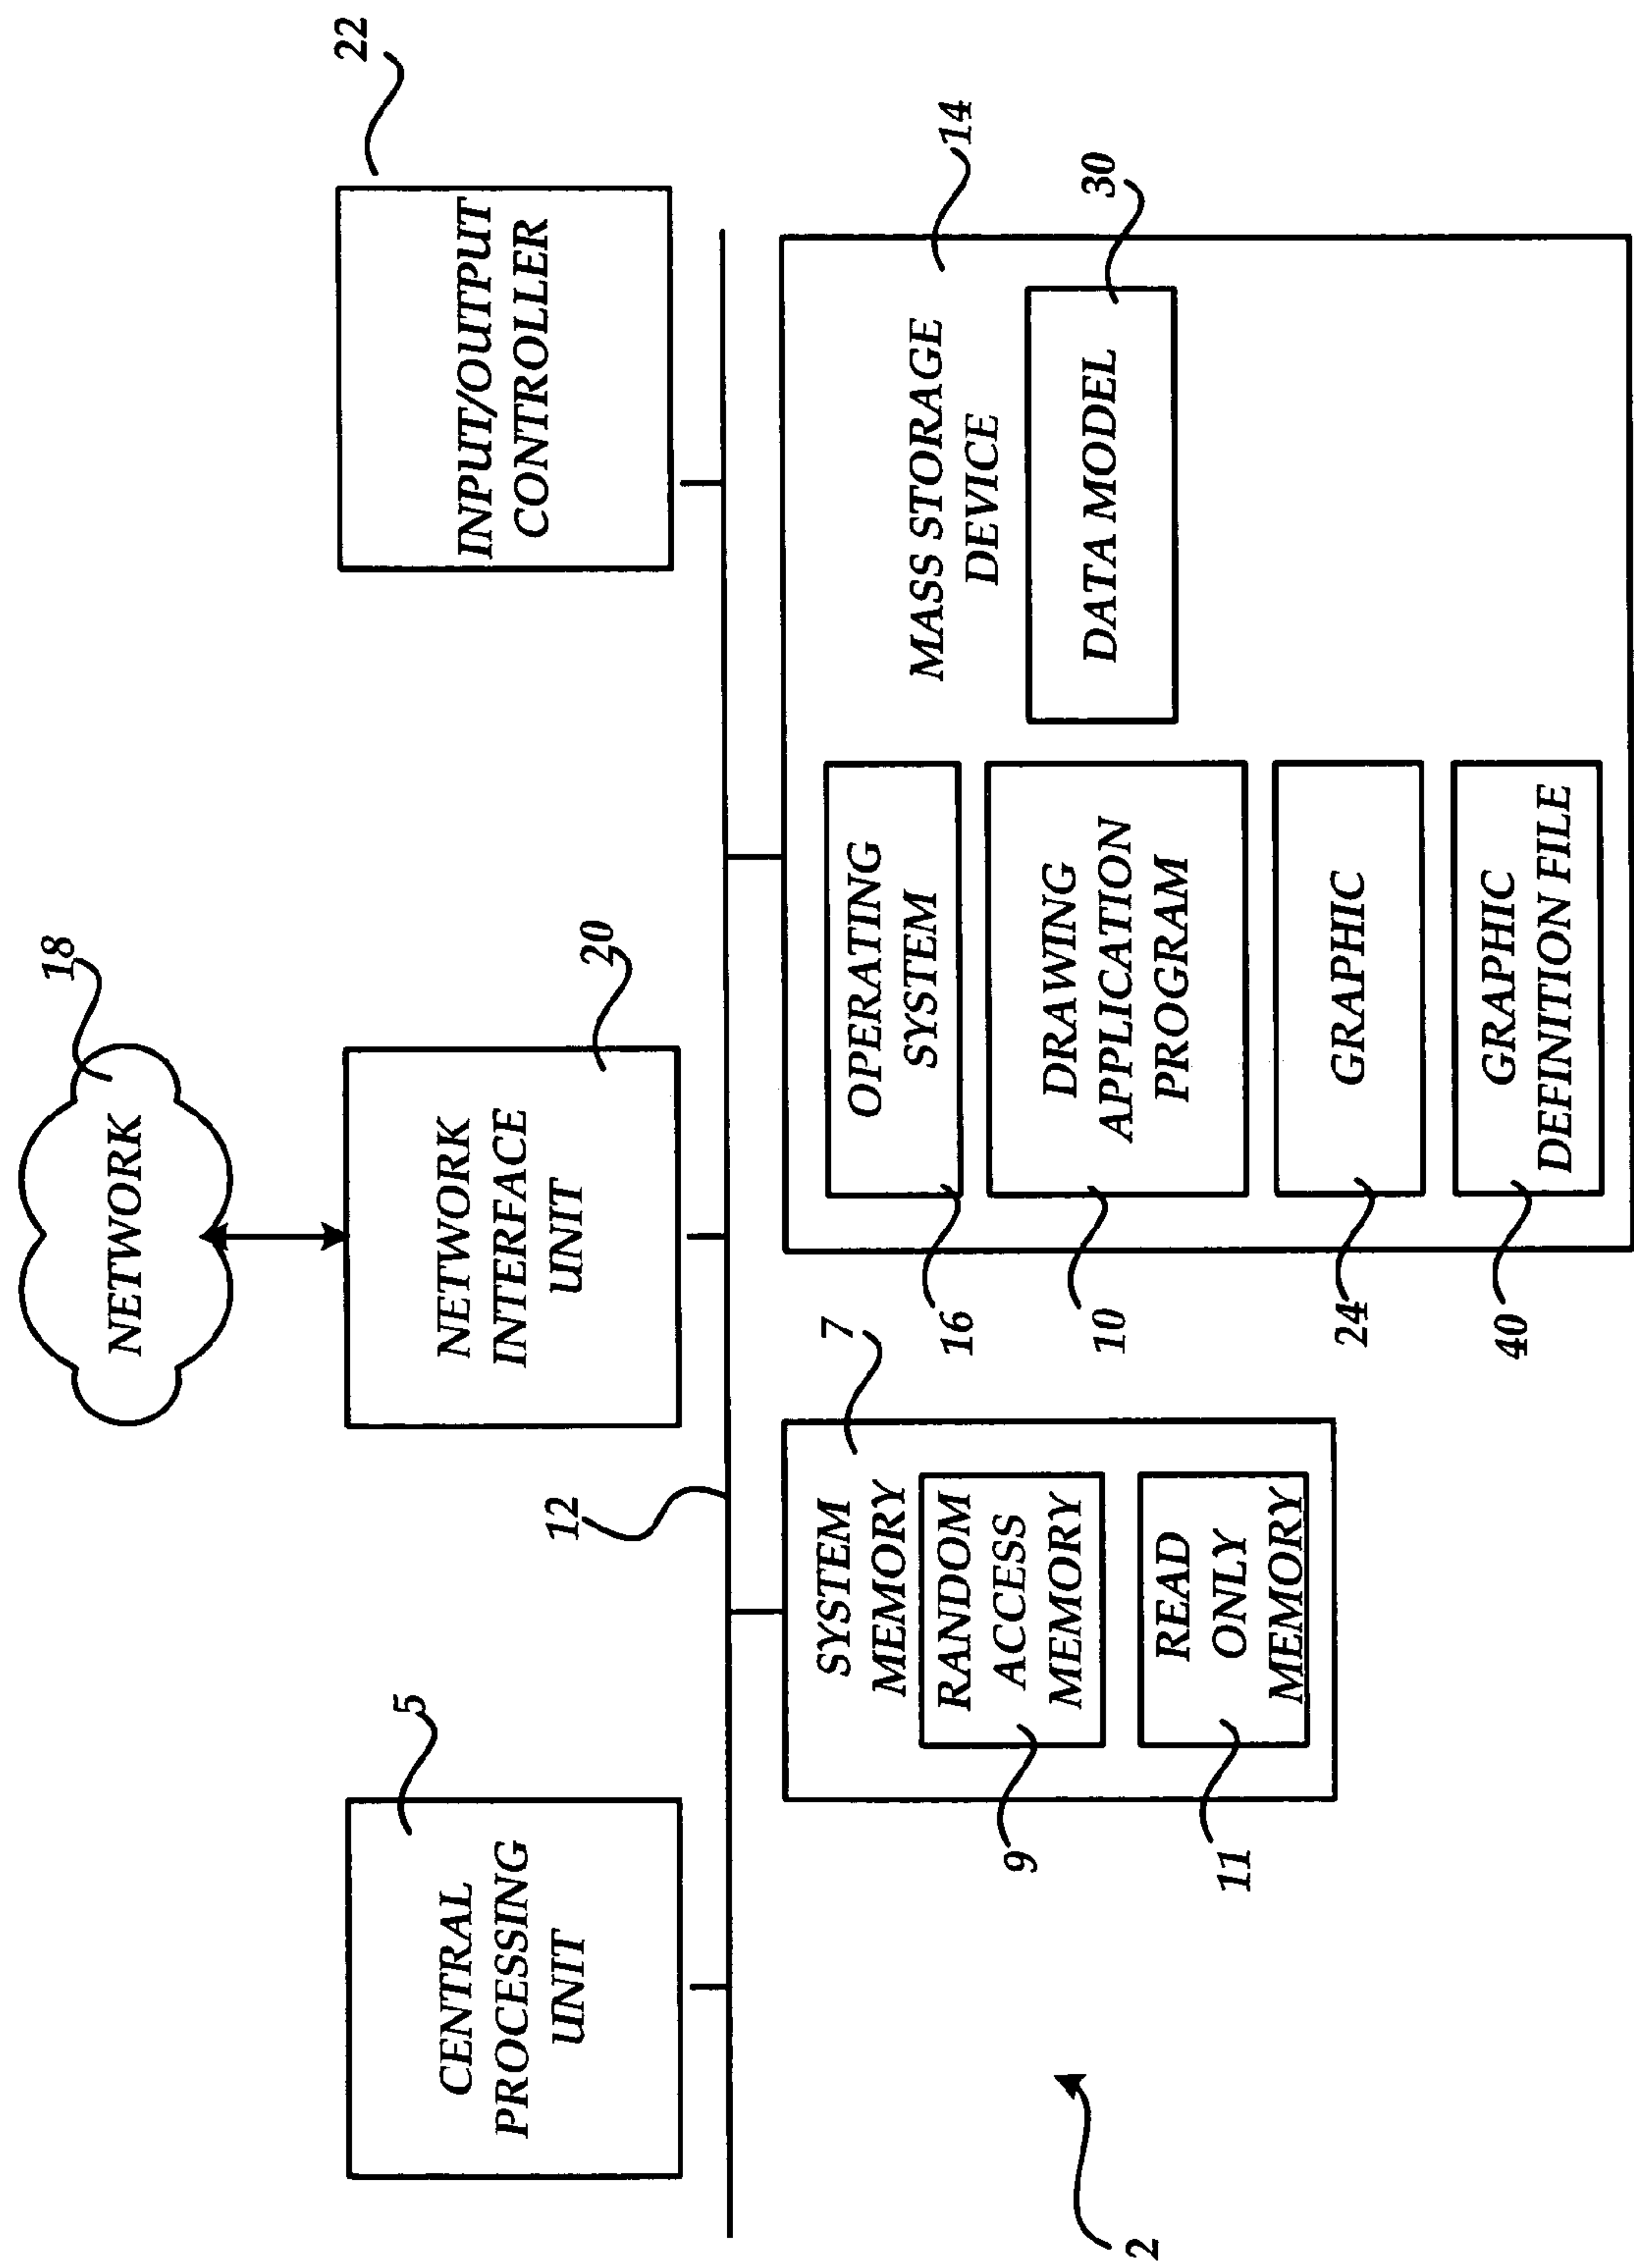 18
NETWORK
22
5
CENTRAL
PROCESSING
UNIT
NETWORK
INTERFACE
UNIT
20
INPUT/OUTPUT
CONTROLLER
12
7
SYSTEM
MEMORY
RANDOM
ACCESS
MEMORY
9
READ
ONLY
MEMORY
11
14
MASS STORAGE
DEVICE
OPERATING
SYSTEM
16
DRAWING
APPLICATION
PROGRAM
10
GRAPHIC
24
GRAPHIC
DEFINITION FILE
40
30
DATA MODEL
2